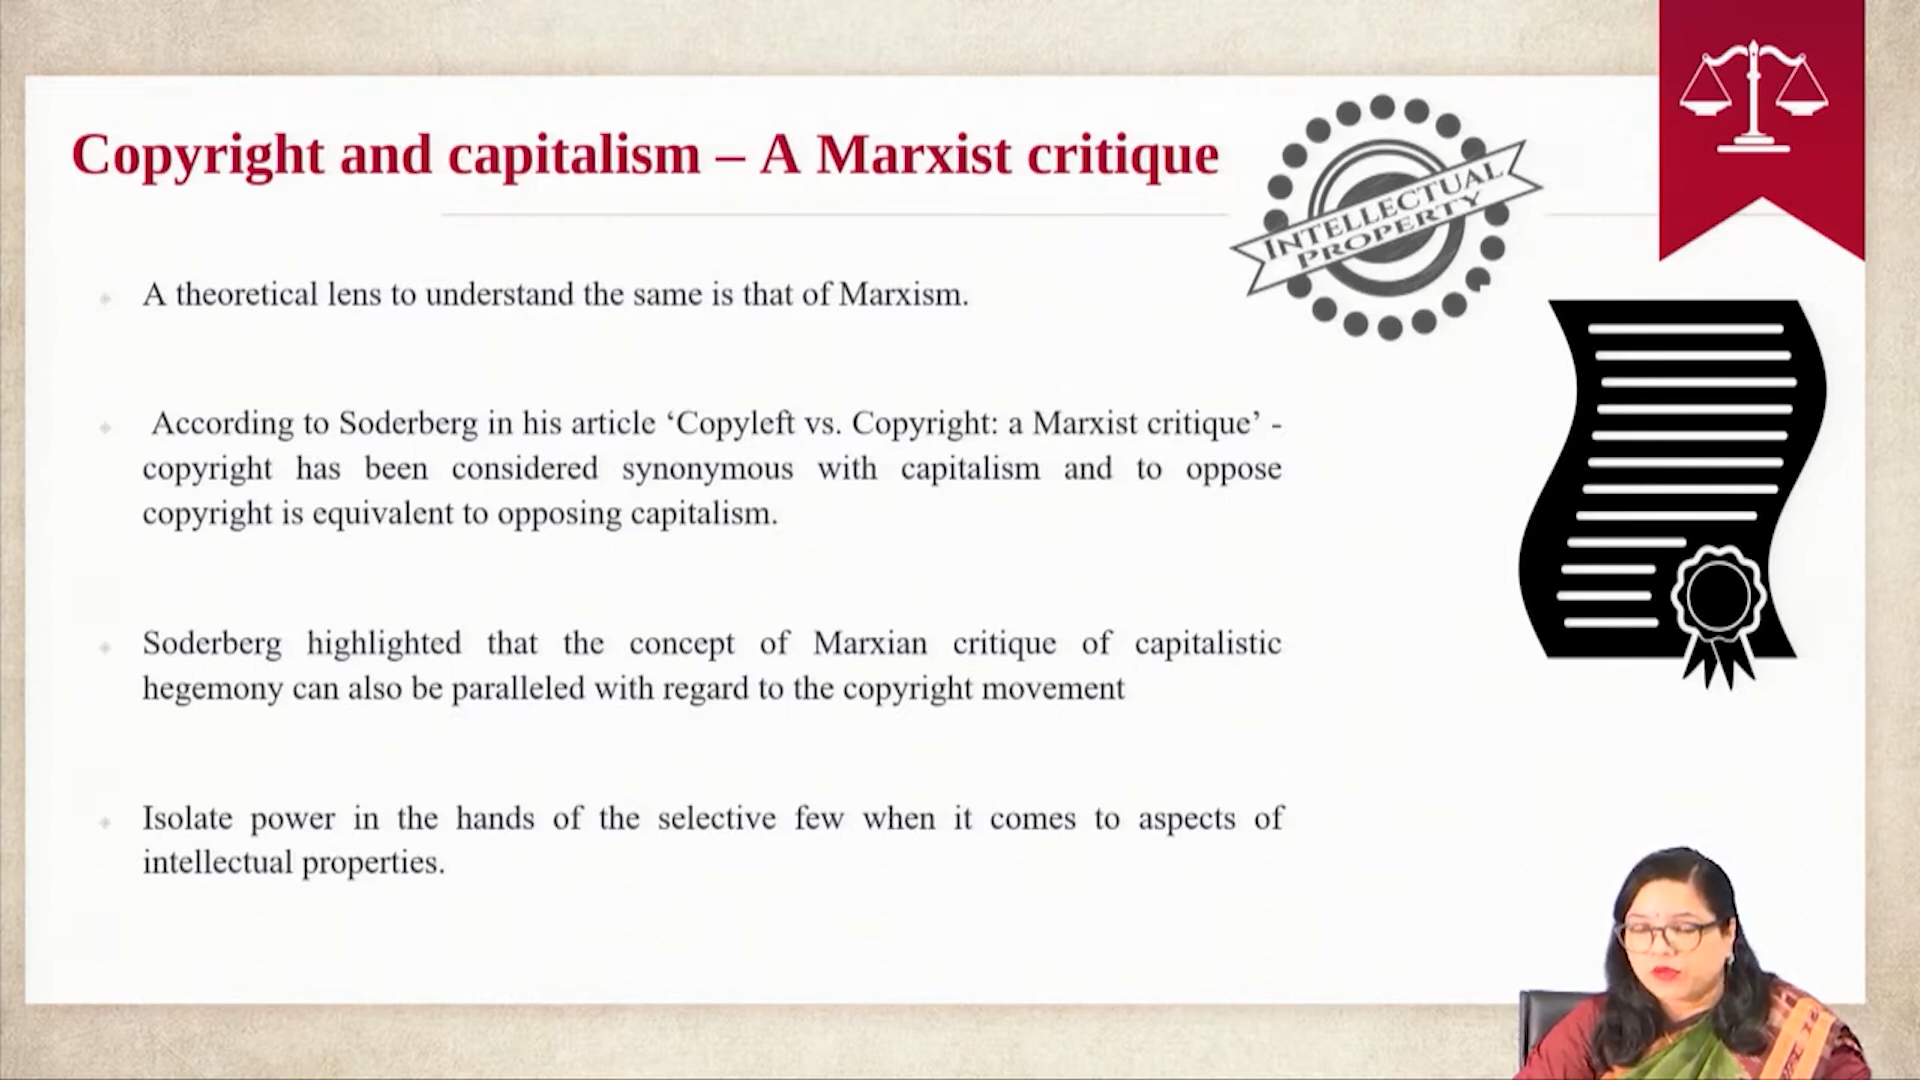 Copyright and capitalism – A Marxist critique
INTELLECTUAL
PROPERTY
A theoretical lens to understand the same is that of Marxism.
According to Soderberg in his article ‘Copyleft vs. Copyright: a Marxist critique’ -
copyright has been considered synonymous with capitalism and to oppose
copyright is equivalent to opposing capitalism.
Soderberg highlighted that the concept of Marxian critique of capitalistic
hegemony can also be paralleled with regard to the copyright movement
Isolate power in the hands of the selective few when it comes to aspects of
intellectual properties.